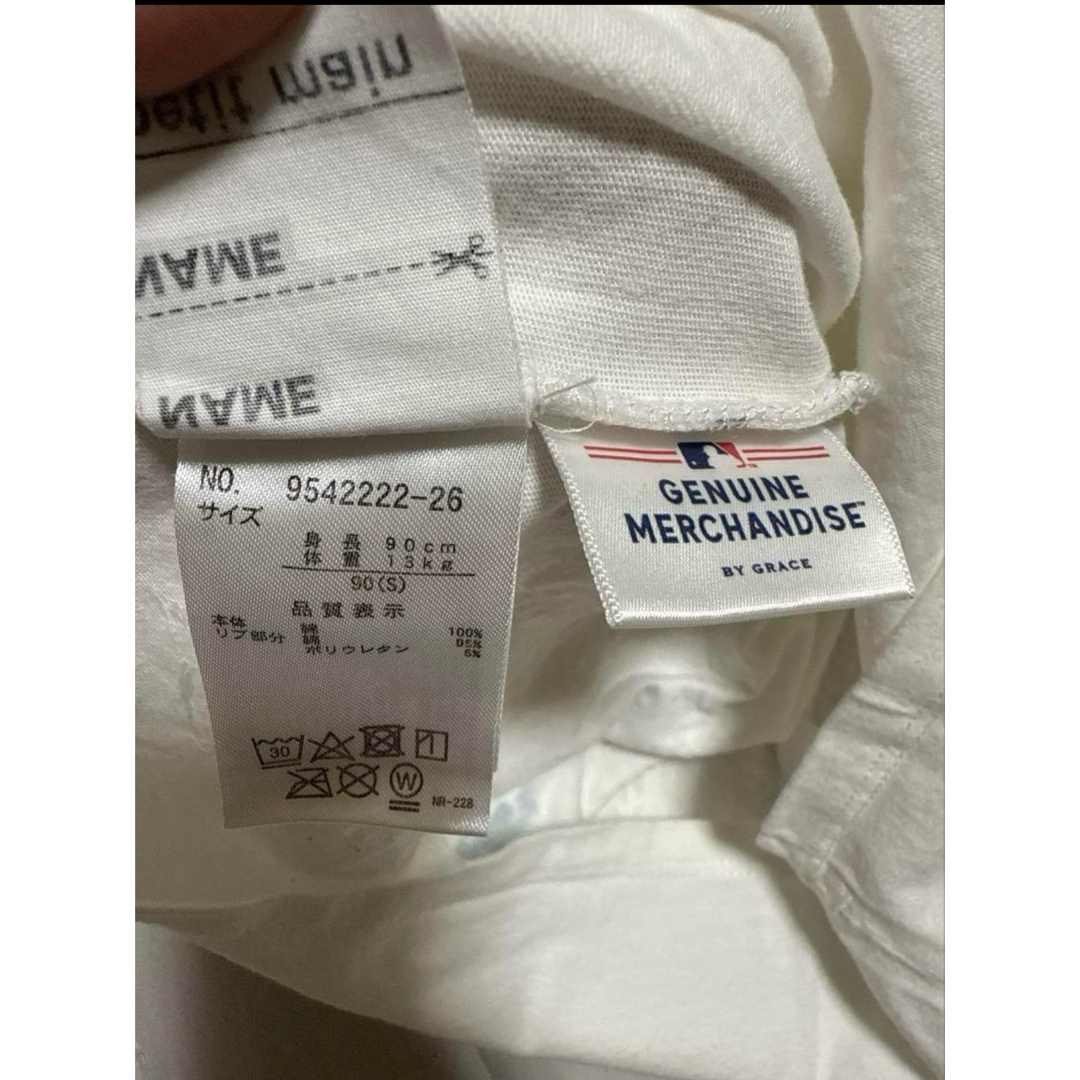 petit main
NAME
NAME
NO. 9542222-26
サイズ
身長 90cm
体重 13kg
90(S)
品質表示
本体 綿 100%
リブ部分 綿 95%
ポリウレタン 5%
30
1
W
NR-228
GENUINE
MERCHANDISE™
BY GRACE